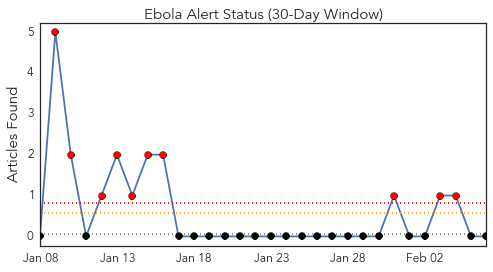 Ebola Alert Status (30-Day Window)
Articles Found
5
4
3
2
1
0
Jan 08 Jan 13 Jan 18 Jan 23 Jan 28 Feb 02